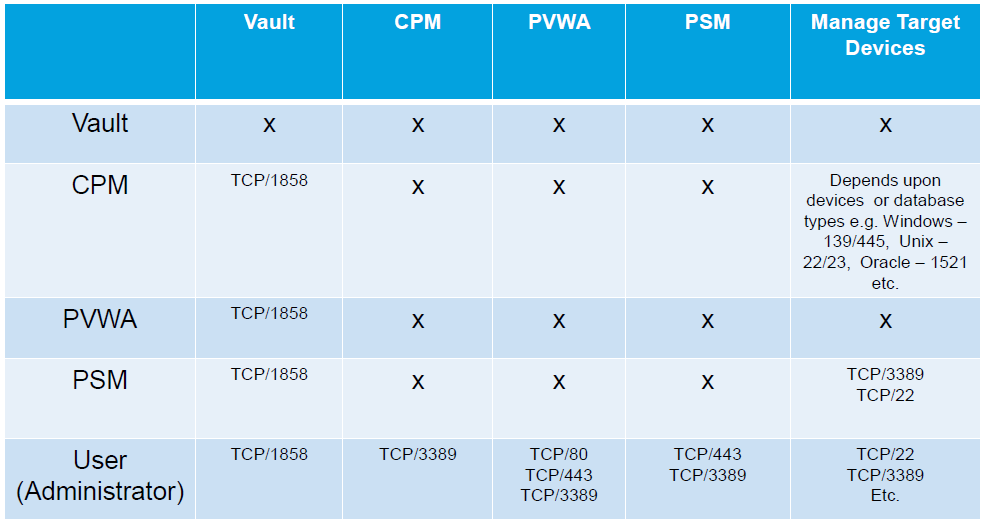 Vault CPM PVWA PSM Manage Target
Devices
Vault x x x x x
CPM TCP/1858 x x x Depends upon
devices or database
types e.g. Windows –
139/445, Unix –
22/23, Oracle – 1521
etc.
PVWA TCP/1858 x x x x
PSM TCP/1858 x x x TCP/3389
TCP/22
User TCP/1858 TCP/3389 TCP/80 TCP/443 TCP/22
(Administrator) TCP/443 TCP/3389 TCP/3389
TCP/3389 Etc.